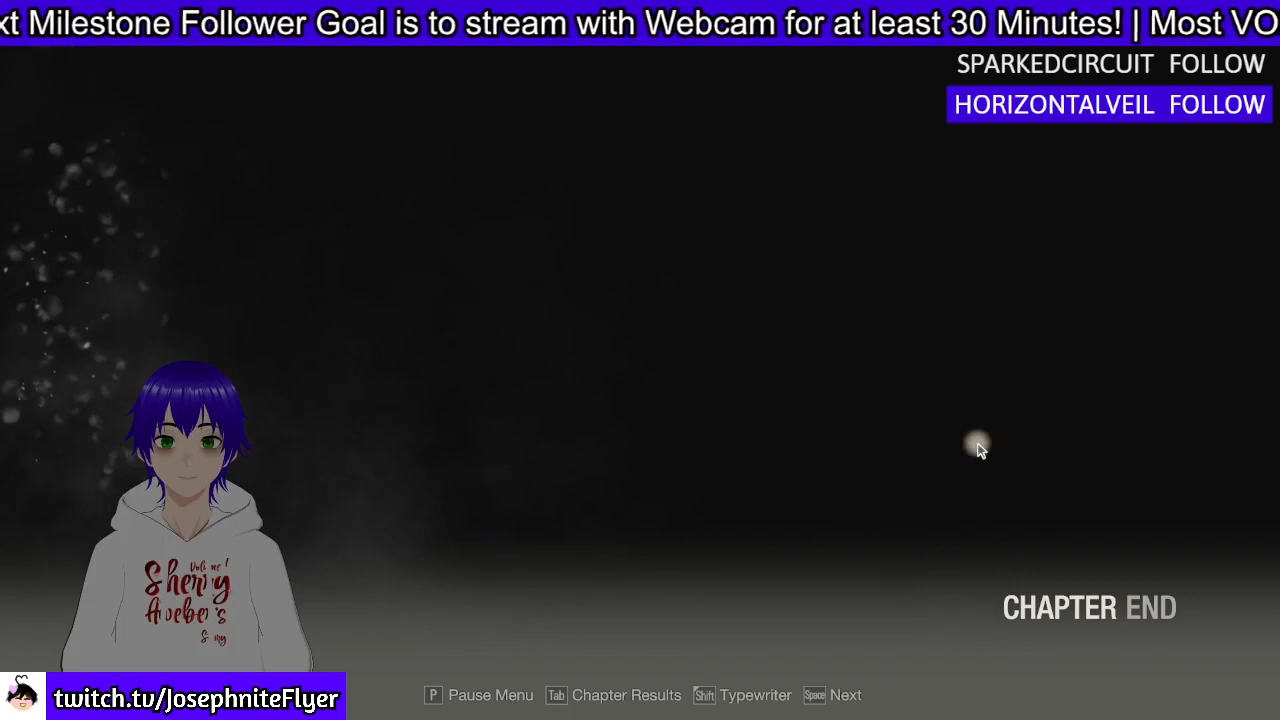 xt Milestone Follower Goal is to stream with Webcam for at least 30 Minutes! | Most VO
SPARKEDCIRCUIT FOLLOW
HORIZONTALVEIL FOLLOW
Sherry
CHAPTER END
P Pause Menu Tab Chapter Results Shift Typewriter Space Next
twitch.tv/JosephniteFlyer